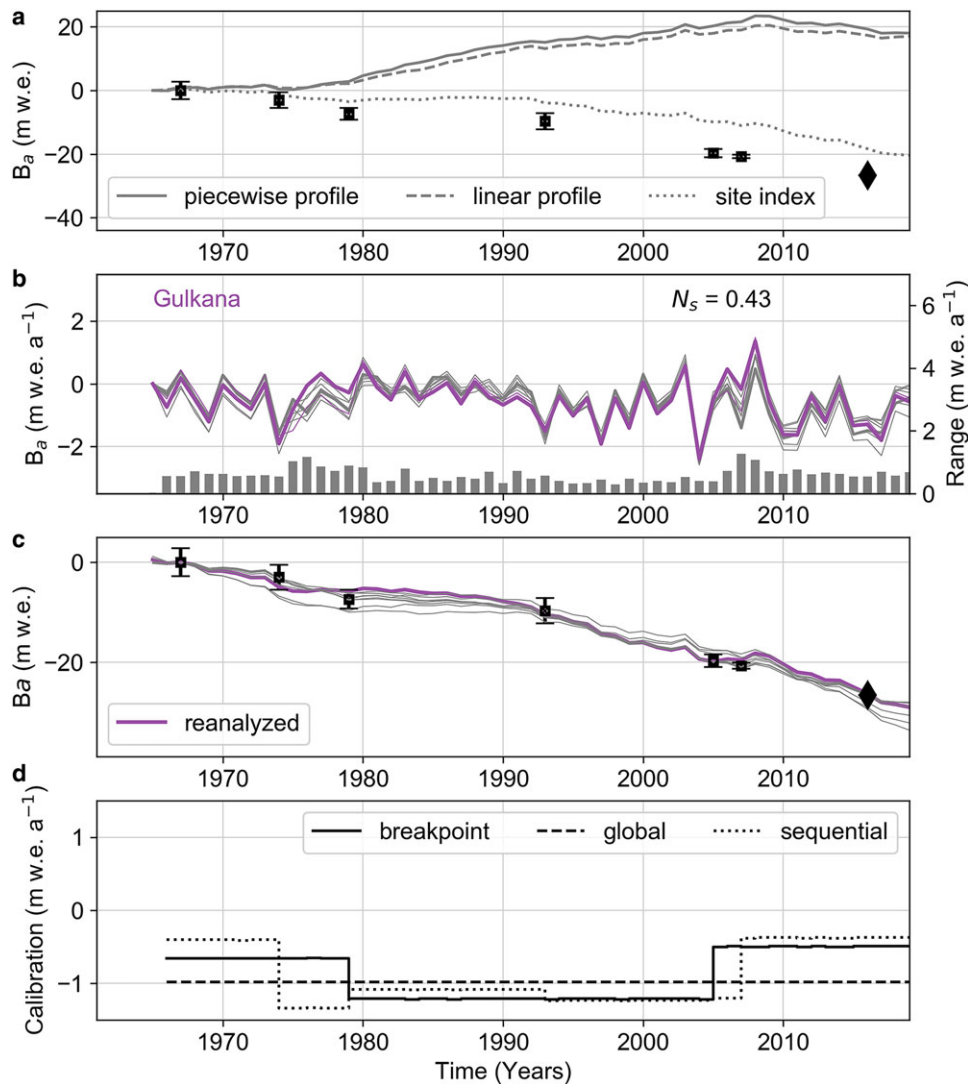 a
20
0
−20
−40
B_a (m w.e.)
piecewise profile linear profile site index
1970 1980 1990 2000 2010
b
Gulkana N_s = 0.43
2
0
−2
B_a (m w.e. a⁻¹)
6
4
2
0
Range (m w.e. a⁻¹)
1970 1980 1990 2000 2010
c
0
−20
Ba (m w.e.)
reanalyzed
1970 1980 1990 2000 2010
d
breakpoint global sequential
1
0
−1
Calibration (m w.e. a⁻¹)
1970 1980 1990 2000 2010
Time (Years)